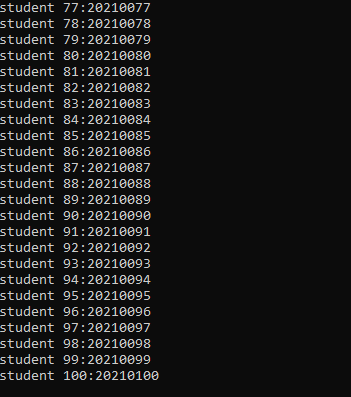 student 77:20210077
student 78:20210078
student 79:20210079
student 80:20210080
student 81:20210081
student 82:20210082
student 83:20210083
student 84:20210084
student 85:20210085
student 86:20210086
student 87:20210087
student 88:20210088
student 89:20210089
student 90:20210090
student 91:20210091
student 92:20210092
student 93:20210093
student 94:20210094
student 95:20210095
student 96:20210096
student 97:20210097
student 98:20210098
student 99:20210099
student 100:20210100